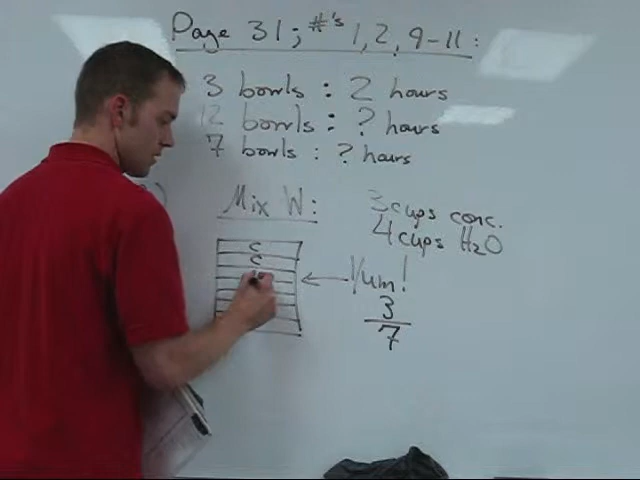 Page 31; #'s 1, 2, 9-11:
3 bowls : 2 hours
12 bowls : ? hours
7 bowls : ? hours
Mix W:
3 cups conc.
4 cups H2O
C
C
Yum!
3
7